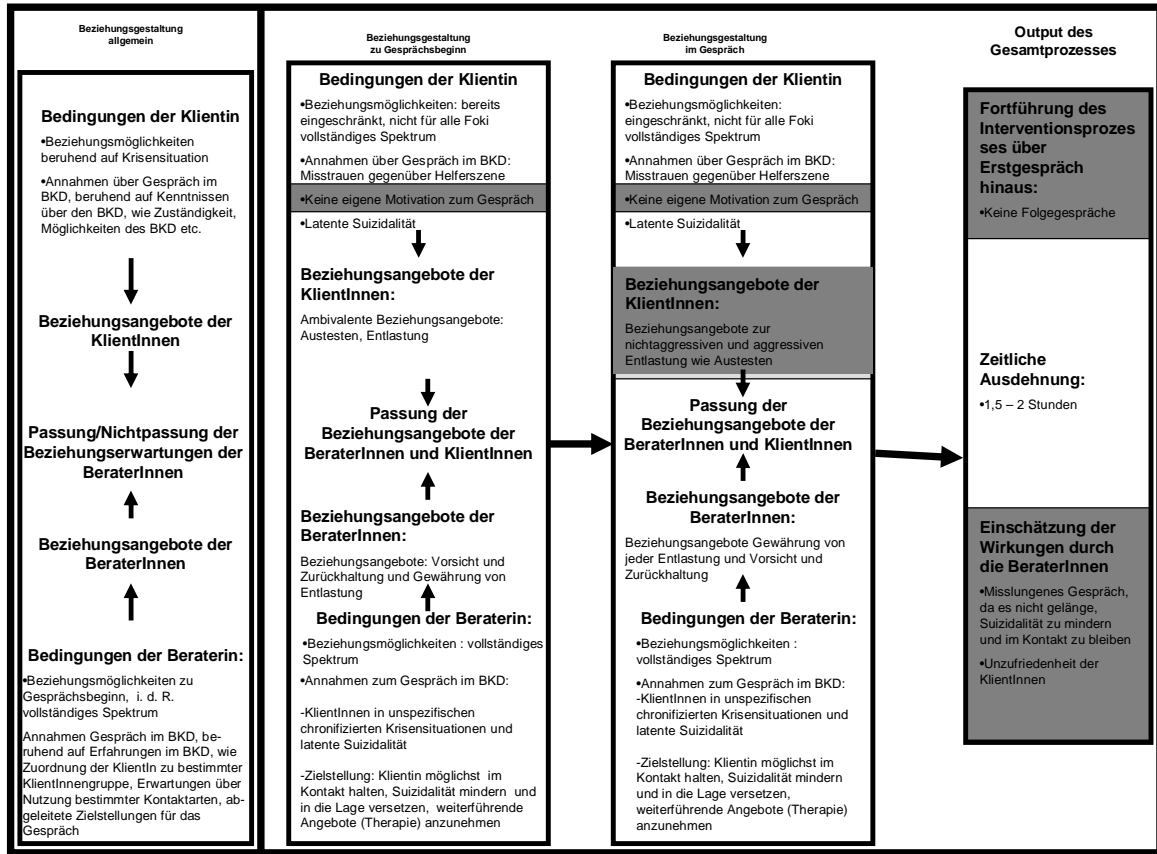 Beziehungsgestaltung
allgemein
Bedingungen der Klientin
•Beziehungsmöglichkeiten
beruhend auf Krisensituation
•Annahmen über Gespräch im
BKD, beruhend auf Kenntnissen
über den BKD, wie Zuständigkeit,
Möglichkeiten des BKD etc.
Beziehungsangebote der
KlientInnen
Passung/Nichtpassung der
Beziehungserwartungen der
BeraterInnen
Beziehungsangebote der
BeraterInnen
Bedingungen der Beraterin:
•Beziehungsmöglichkeiten zu
Gesprächsbeginn, i. d. R.
vollständiges Spektrum
Annahmen Gespräch im BKD, be-
ruhend auf Erfahrungen im BKD, wie
Zuordnung der KlientIn zu bestimmter
KlientInnengruppe, Erwartungen über
Nutzung bestimmter Kontaktarten, ab-
geleitete Zielstellungen für das
Gespräch
Beziehungsgestaltung
zu Gesprächsbeginn
Bedingungen der Klientin
•Beziehungsmöglichkeiten: bereits
eingeschränkt, nicht für alle Foki
vollständiges Spektrum
•Annahmen über Gespräch im BKD:
Misstrauen gegenüber Helferszene
•Keine eigene Motivation zum Gespräch
•Latente Suizidalität
Beziehungsangebote der
KlientInnen:
Ambivalente Beziehungsangebote:
Austesten, Entlastung
Passung der
Beziehungsangebote der
BeraterInnen und KlientInnen
Beziehungsangebote der
BeraterInnen:
Beziehungsangebote: Vorsicht und
Zurückhaltung und Gewährung von
Entlastung
Bedingungen der Beraterin:
•Beziehungsmöglichkeiten : vollständiges
Spektrum
•Annahmen zum Gespräch im BKD:
-KlientInnen in unspezifischen
chronifizierten Krisensituationen und
latente Suizidalität
-Zielstellung: Klientin möglichst im
Kontakt halten, Suizidalität mindern und
in die Lage versetzen, weiterführende
Angebote (Therapie) anzunehmen
Beziehungsgestaltung
im Gespräch
Bedingungen der Klientin
•Beziehungsmöglichkeiten:
eingeschränkt, nicht für alle Foki
vollständiges Spektrum
•Annahmen über Gespräch im BKD:
Misstrauen gegenüber Helferszene
•Keine eigene Motivation zum Gespräch
•Latente Suizidalität
Beziehungsangebote der
KlientInnen:
Beziehungsangebote zur
nichtaggressiven und aggressiven
Entlastung wie Austesten
Passung der
Beziehungsangebote der
BeraterInnen und KlientInnen
Beziehungsangebote der
BeraterInnen:
Beziehungsangebote Gewährung von
jeder Entlastung und Vorsicht und
Zurückhaltung
Bedingungen der Beraterin:
•Beziehungsmöglichkeiten :
vollständiges Spektrum
•Annahmen zum Gespräch im BKD:
-KlientInnen in unspezifischen
chronifizierten Krisensituationen und
latente Suizidalität
-Zielstellung: Klientin möglichst im
Kontakt halten, Suizidalität mindern
und in die Lage versetzen,
weiterführende Angebote (Therapie)
anzunehmen
Output des
Gesamtprozesses
Fortführung des
Interventionsprozes
ses über
Erstgespräch
hinaus:
•Keine Folgegespräche
Zeitliche
Ausdehnung:
•1,5 – 2 Stunden
Einschätzung der
Wirkungen durch
die BeraterInnen
•Misslungenes Gespräch,
da es nicht gelänge,
Suizidalität zu mindern
und im Kontakt zu bleiben
•Unzufriedenheit der
KlientInnen